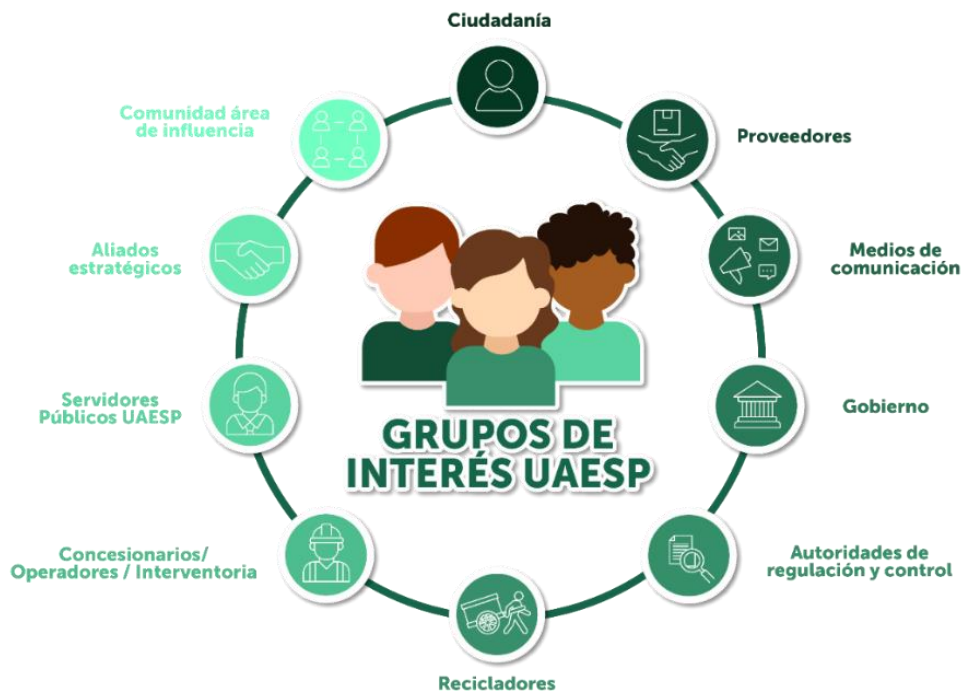 Ciudadanía
Proveedores
Medios de
comunicación
Gobierno
Autoridades de
regulación y control
Recicladores
Concesionarios/
Operadores / Interventoria
Servidores
Públicos UAESP
Aliados
estratégicos
Comunidad área
de influencia
GRUPOS DE
INTERÉS UAESP